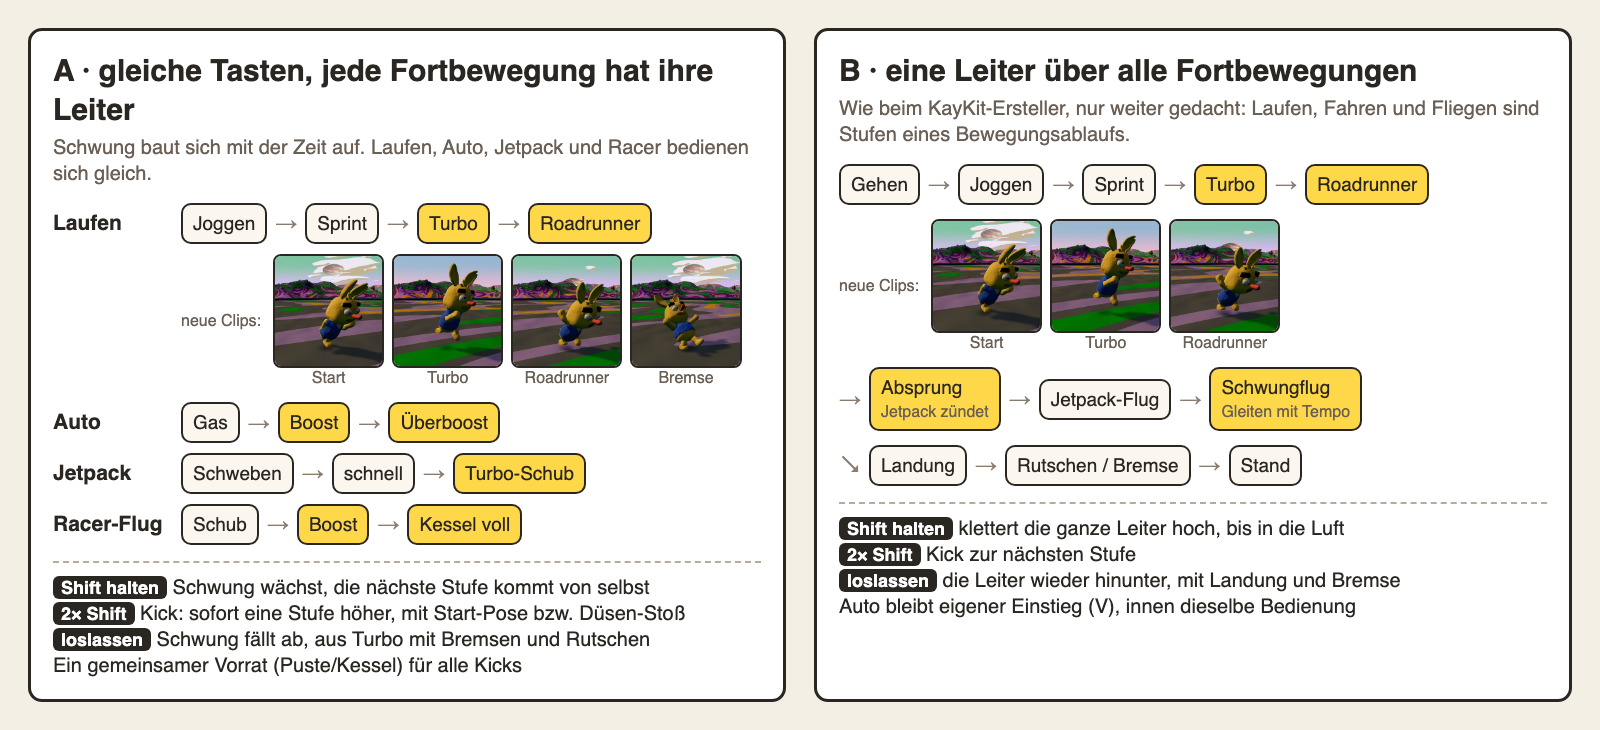 A · gleiche Tasten, jede Fortbewegung hat ihre
Leiter
Schwung baut sich mit der Zeit auf. Laufen, Auto, Jetpack und Racer bedienen
sich gleich.
Laufen Joggen → Sprint → Turbo → Roadrunner
neue Clips:
Start Turbo Roadrunner Bremse
Auto Gas → Boost → Überboost
Jetpack Schweben → schnell → Turbo-Schub
Racer-Flug Schub → Boost → Kessel voll
Shift halten Schwung wächst, die nächste Stufe kommt von selbst
2× Shift Kick: sofort eine Stufe höher, mit Start-Pose bzw. Düsen-Stoß
loslassen Schwung fällt ab, aus Turbo mit Bremsen und Rutschen
Ein gemeinsamer Vorrat (Puste/Kessel) für alle Kicks
B · eine Leiter über alle Fortbewegungen
Wie beim KayKit-Ersteller, nur weiter gedacht: Laufen, Fahren und Fliegen sind
Stufen eines Bewegungsablaufs.
Gehen → Joggen → Sprint → Turbo → Roadrunner
neue Clips:
Start Turbo Roadrunner
→ Absprung → Jetpack-Flug → Schwungflug
Jetpack zündet Gleiten mit Tempo
↘ Landung → Rutschen / Bremse → Stand
Shift halten klettert die ganze Leiter hoch, bis in die Luft
2× Shift Kick zur nächsten Stufe
loslassen die Leiter wieder hinunter, mit Landung und Bremse
Auto bleibt eigener Einstieg (V), innen dieselbe Bedienung